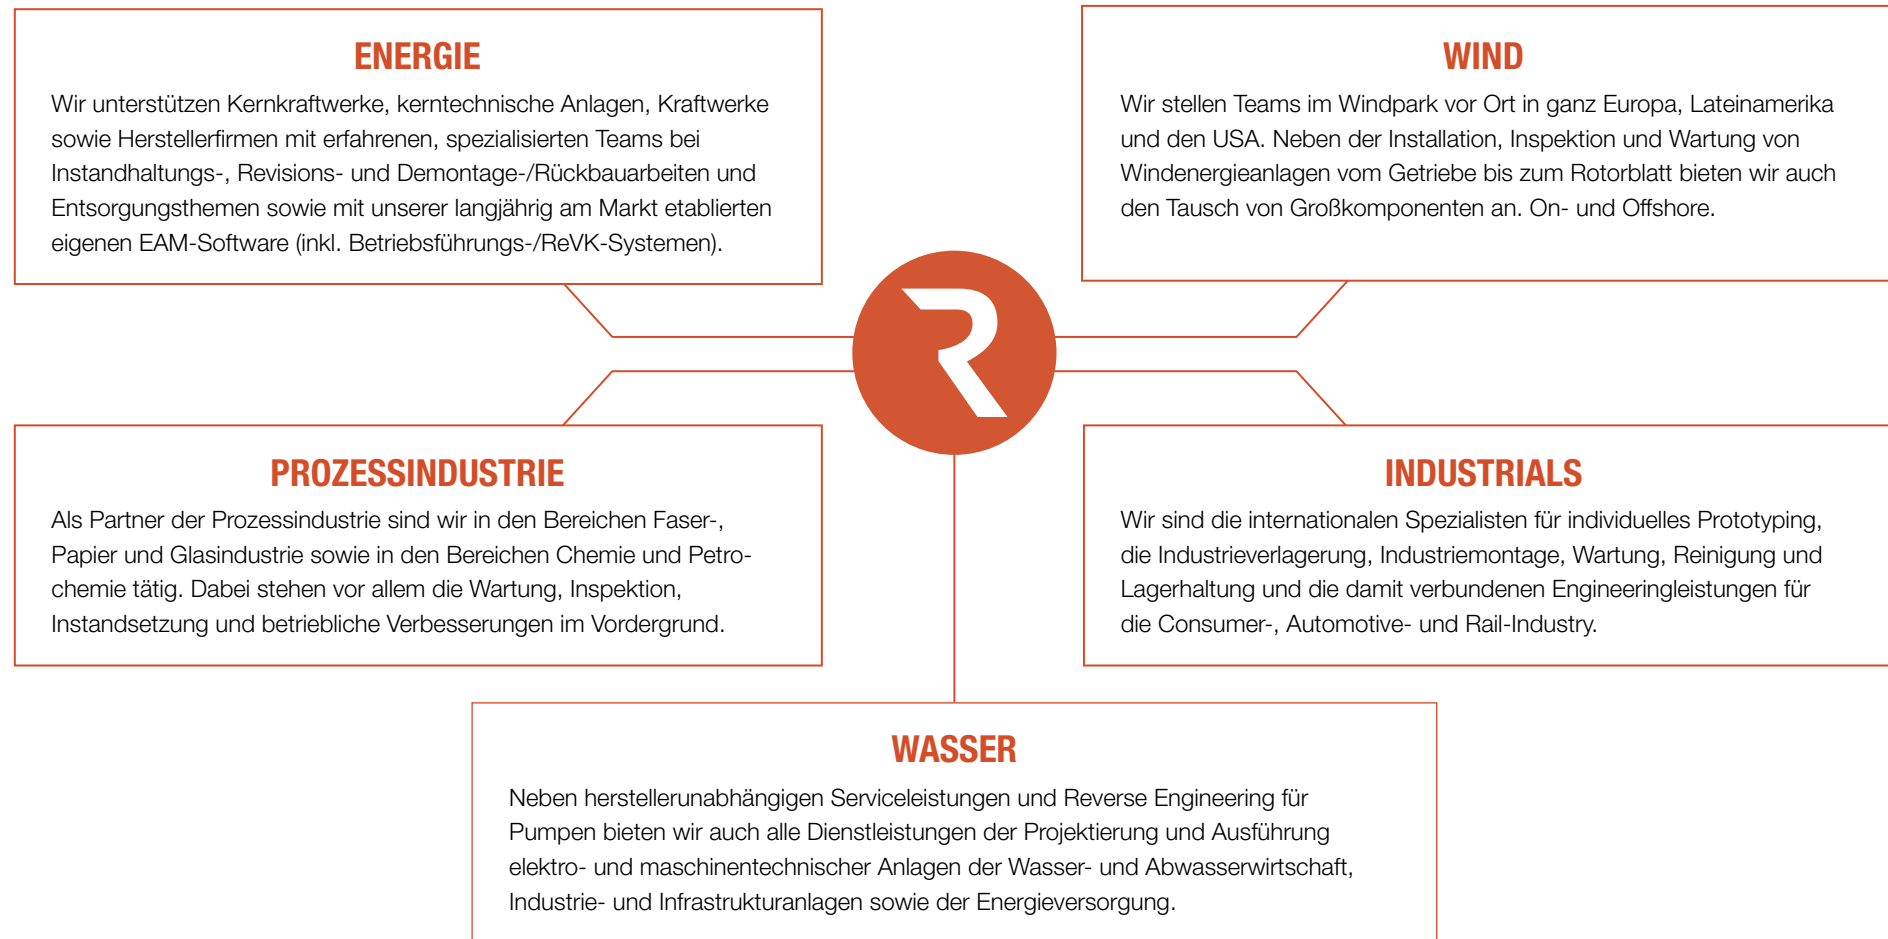 ENERGIE
Wir unterstützen Kernkraftwerke, kerntechnische Anlagen, Kraftwerke
sowie Herstellerfirmen mit erfahrenen, spezialisierten Teams bei
Instandhaltungs-, Revisions- und Demontage-/Rückbauarbeiten und
Entsorgungsthemen sowie mit unserer langjährig am Markt etablierten
eigenen EAM-Software (inkl. Betriebsführungs-/ReVK-Systemen).
WIND
Wir stellen Teams im Windpark vor Ort in ganz Europa, Lateinamerika
und den USA. Neben der Installation, Inspektion und Wartung von
Windenergieanlagen vom Getriebe bis zum Rotorblatt bieten wir auch
den Tausch von Großkomponenten an. On- und Offshore.
R
PROZESSINDUSTRIE
Als Partner der Prozessindustrie sind wir in den Bereichen Faser-,
Papier und Glasindustrie sowie in den Bereichen Chemie und Petro-
chemie tätig. Dabei stehen vor allem die Wartung, Inspektion,
Instandsetzung und betriebliche Verbesserungen im Vordergrund.
INDUSTRIALS
Wir sind die internationalen Spezialisten für individuelles Prototyping,
die Industrieverlagerung, Industriemontage, Wartung, Reinigung und
Lagerhaltung und die damit verbundenen Engineeringleistungen für
die Consumer-, Automotive- und Rail-Industry.
WASSER
Neben herstellerunabhängigen Serviceleistungen und Reverse Engineering für
Pumpen bieten wir auch alle Dienstleistungen der Projektierung und Ausführung
elektro- und maschinentechnischer Anlagen der Wasser- und Abwasserwirtschaft,
Industrie- und Infrastrukturanlagen sowie der Energieversorgung.